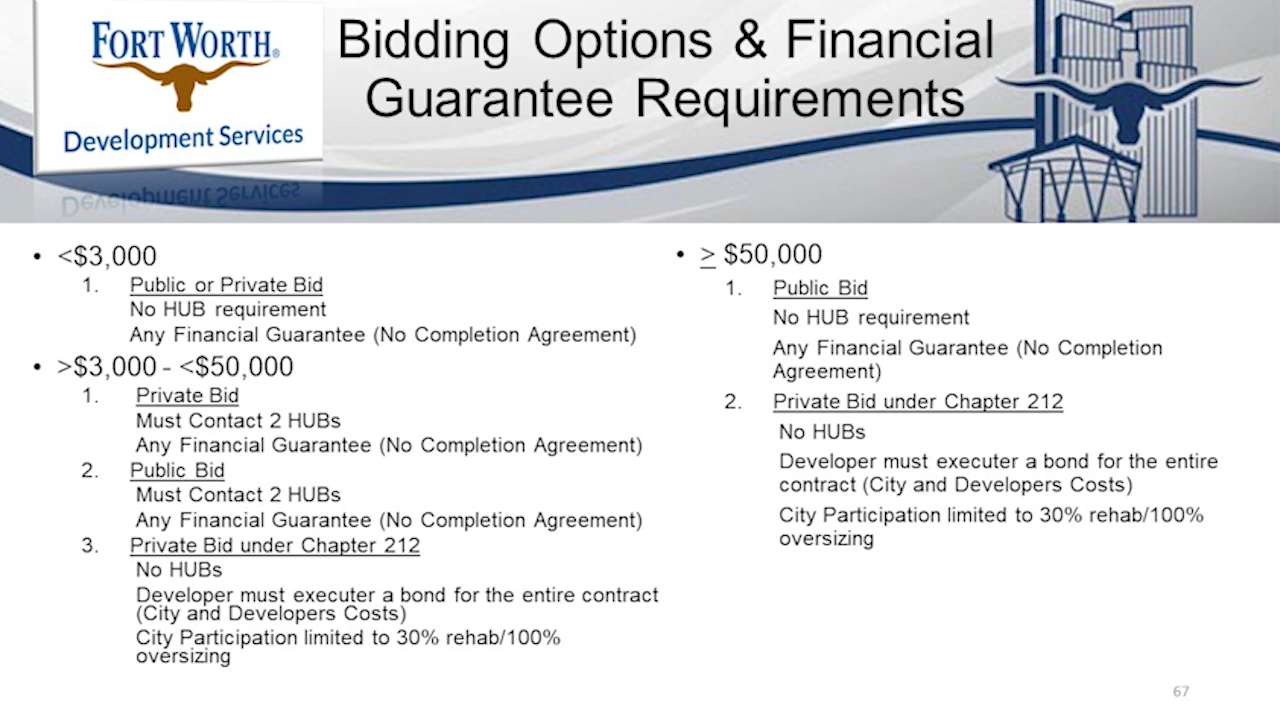 FORT WORTH®
Development Services
Bidding Options & Financial
Guarantee Requirements
• <$3,000
1. Public or Private Bid
No HUB requirement
Any Financial Guarantee (No Completion Agreement)
• >$3,000 - <$50,000
1. Private Bid
Must Contact 2 HUBs
Any Financial Guarantee (No Completion Agreement)
2. Public Bid
Must Contact 2 HUBs
Any Financial Guarantee (No Completion Agreement)
3. Private Bid under Chapter 212
No HUBs
Developer must executer a bond for the entire contract
(City and Developers Costs)
City Participation limited to 30% rehab/100%
oversizing
• > $50,000
1. Public Bid
No HUB requirement
Any Financial Guarantee (No Completion
Agreement)
2. Private Bid under Chapter 212
No HUBs
Developer must executer a bond for the entire
contract (City and Developers Costs)
City Participation limited to 30% rehab/100%
oversizing
67